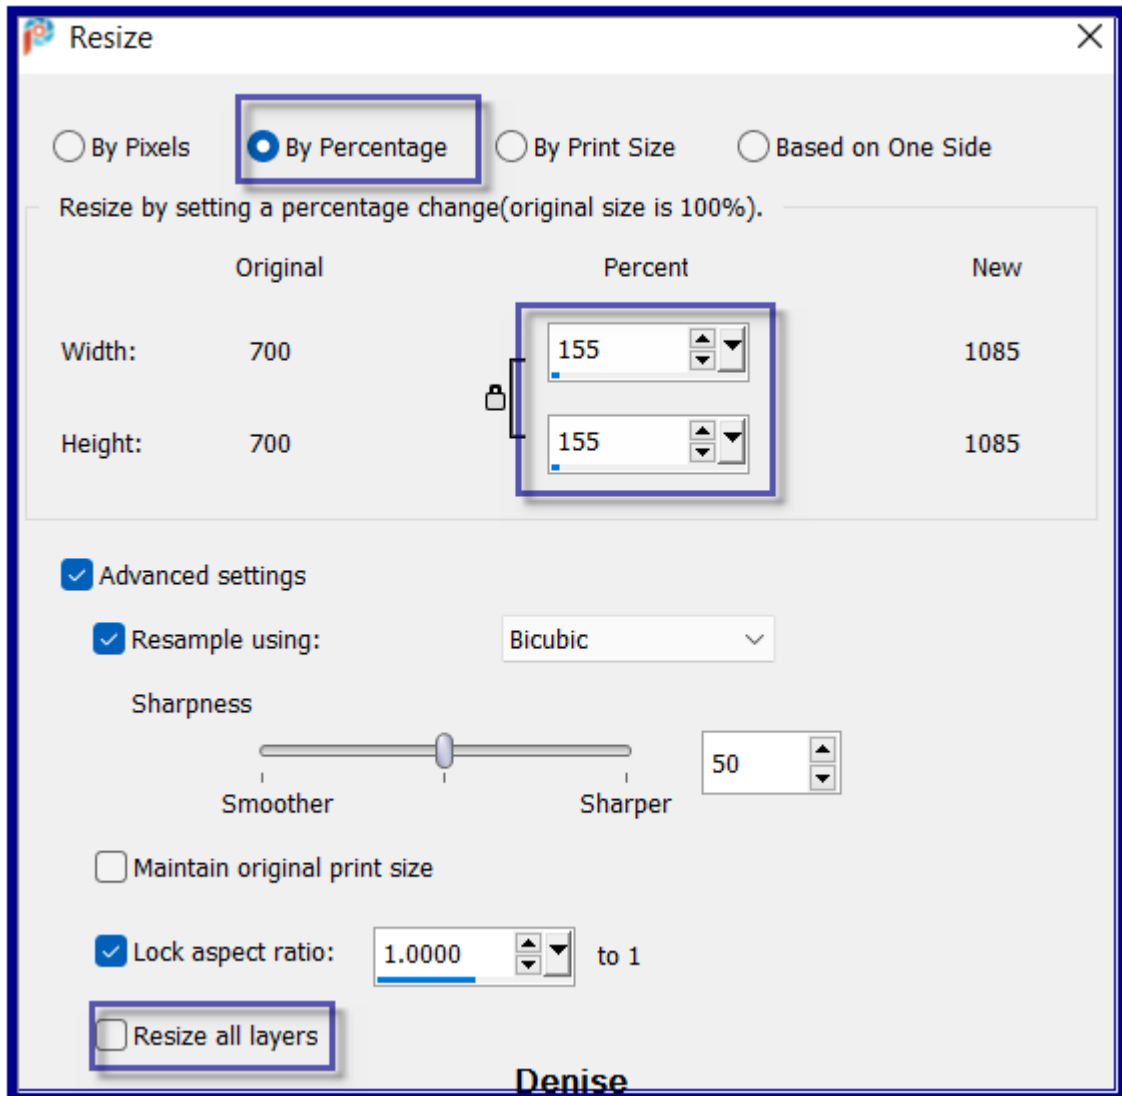 Resize
By Pixels By Percentage By Print Size Based on One Side
Resize by setting a percentage change(original size is 100%).
Original Percent New
Width: 700 155 1085
Height: 700 155 1085
Advanced settings
Resample using: Bicubic
Sharpness
50
Smoother Sharper
Maintain original print size
Lock aspect ratio: 1.0000 to 1
Resize all layers
Denise